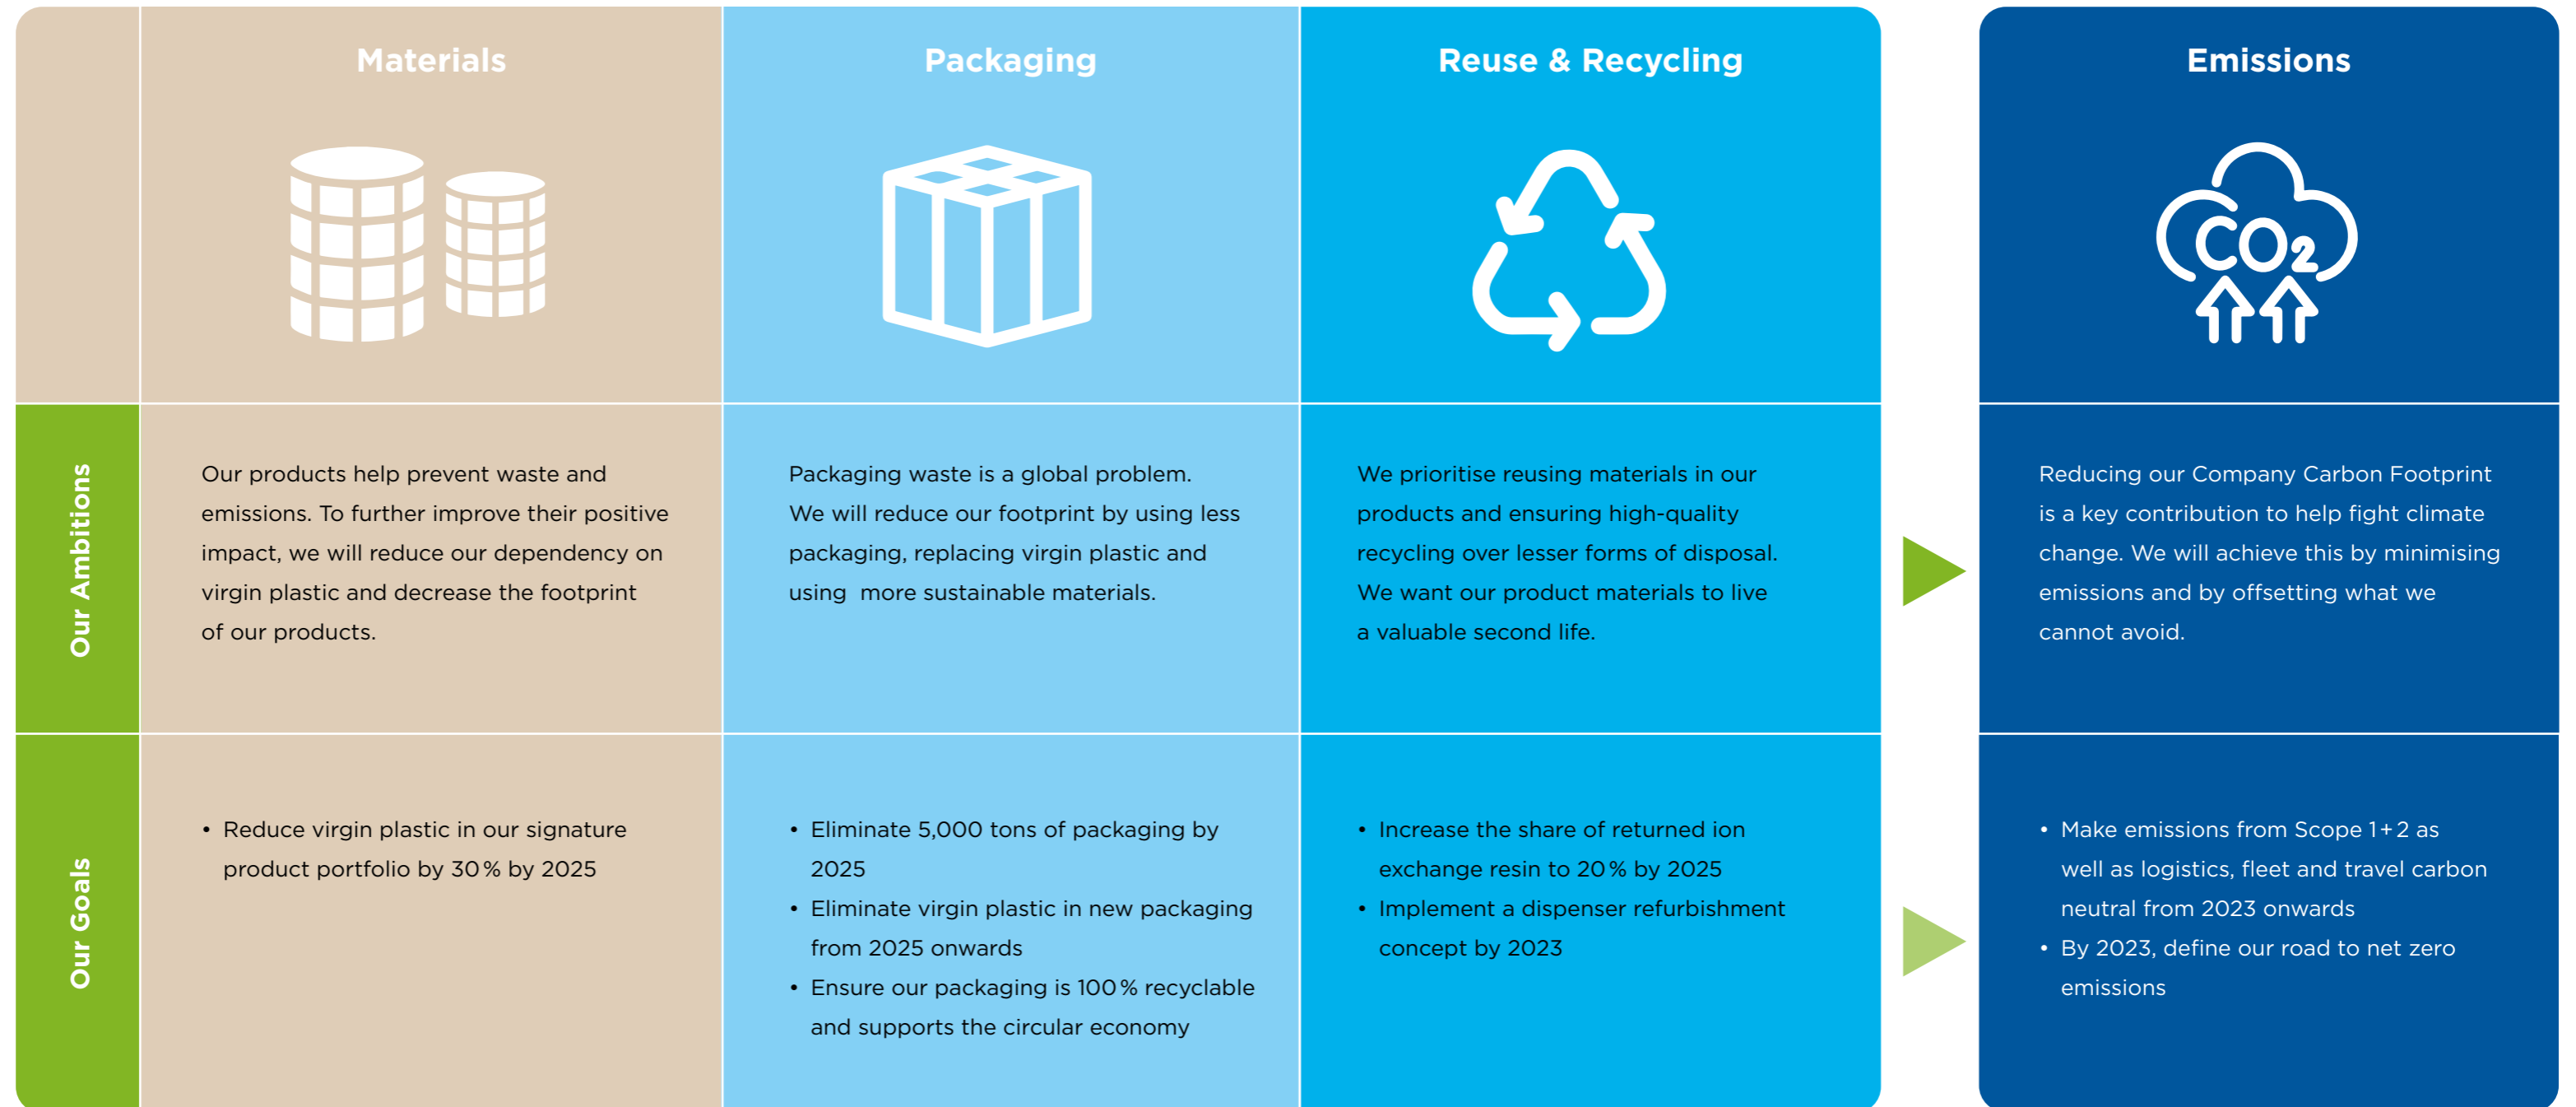 Materials
Packaging
Reuse & Recycling
Emissions
CO2
Our Ambitions
Our products help prevent waste and
emissions. To further improve their positive
impact, we will reduce our dependency on
virgin plastic and decrease the footprint
of our products.
Packaging waste is a global problem.
We will reduce our footprint by using less
packaging, replacing virgin plastic and
using  more sustainable materials.
We prioritise reusing materials in our
products and ensuring high-quality
recycling over lesser forms of disposal.
We want our product materials to live
a valuable second life.
Reducing our Company Carbon Footprint
is a key contribution to help fight climate
change. We will achieve this by minimising
emissions and by offsetting what we
cannot avoid.
Our Goals
• Reduce virgin plastic in our signature
product portfolio by 30 % by 2025
• Eliminate 5,000 tons of packaging by
2025
• Eliminate virgin plastic in new packaging
from 2025 onwards
• Ensure our packaging is 100 % recyclable
and supports the circular economy
• Increase the share of returned ion
exchange resin to 20 % by 2025
• Implement a dispenser refurbishment
concept by 2023
• Make emissions from Scope 1 + 2 as
well as logistics, fleet and travel carbon
neutral from 2023 onwards
• By 2023, define our road to net zero
emissions